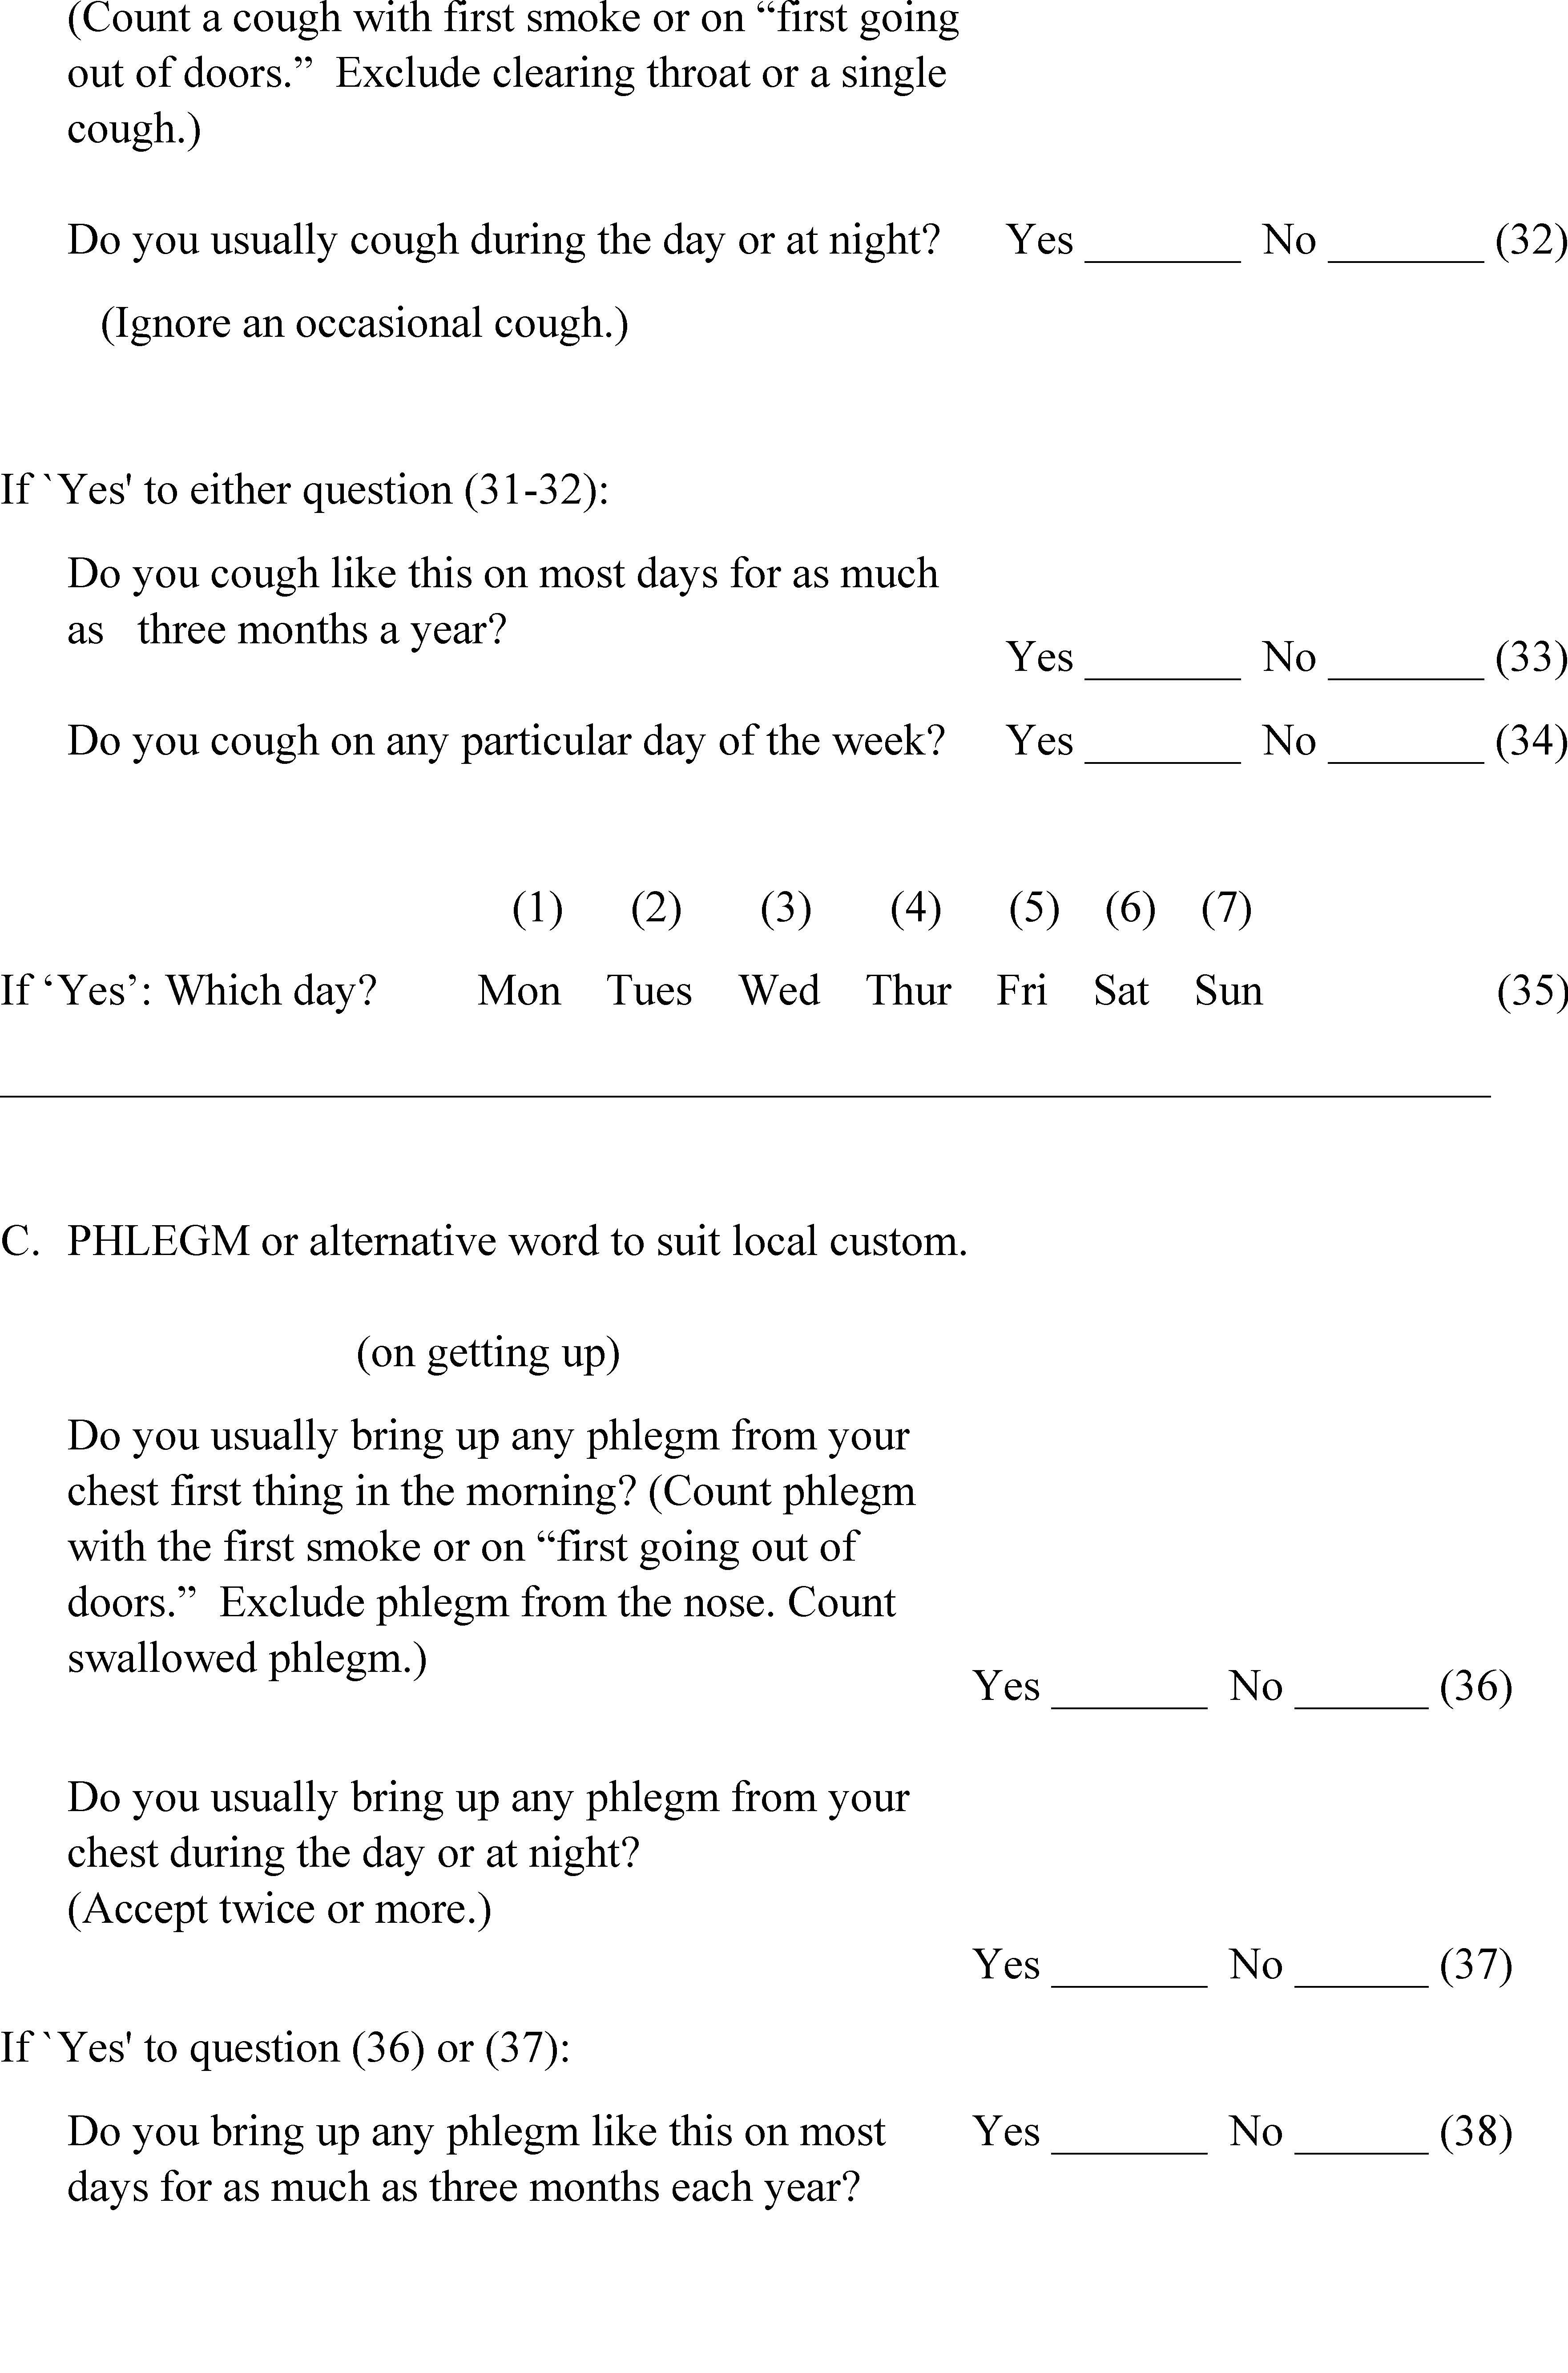 (Count a cough with first smoke or on “first going
out of doors.”  Exclude clearing throat or a single
cough.)
Do you usually cough during the day or at night? Yes _______ No _______ (32)
(Ignore an occasional cough.)
If `Yes' to either question (31-32):
Do you cough like this on most days for as much
as   three months a year?
Yes _______ No _______ (33)
Do you cough on any particular day of the week? Yes _______ No _______ (34)
(1) (2) (3) (4) (5) (6) (7)
If ‘Yes’: Which day? Mon Tues Wed Thur Fri Sat Sun (35)
C. PHLEGM or alternative word to suit local custom.
(on getting up)
Do you usually bring up any phlegm from your
chest first thing in the morning? (Count phlegm
with the first smoke or on “first going out of
doors.”  Exclude phlegm from the nose. Count
swallowed phlegm.)
Yes _______ No ______ (36)
Do you usually bring up any phlegm from your
chest during the day or at night?
(Accept twice or more.)
Yes _______ No ______ (37)
If `Yes' to question (36) or (37):
Do you bring up any phlegm like this on most Yes _______ No ______ (38)
days for as much as three months each year?